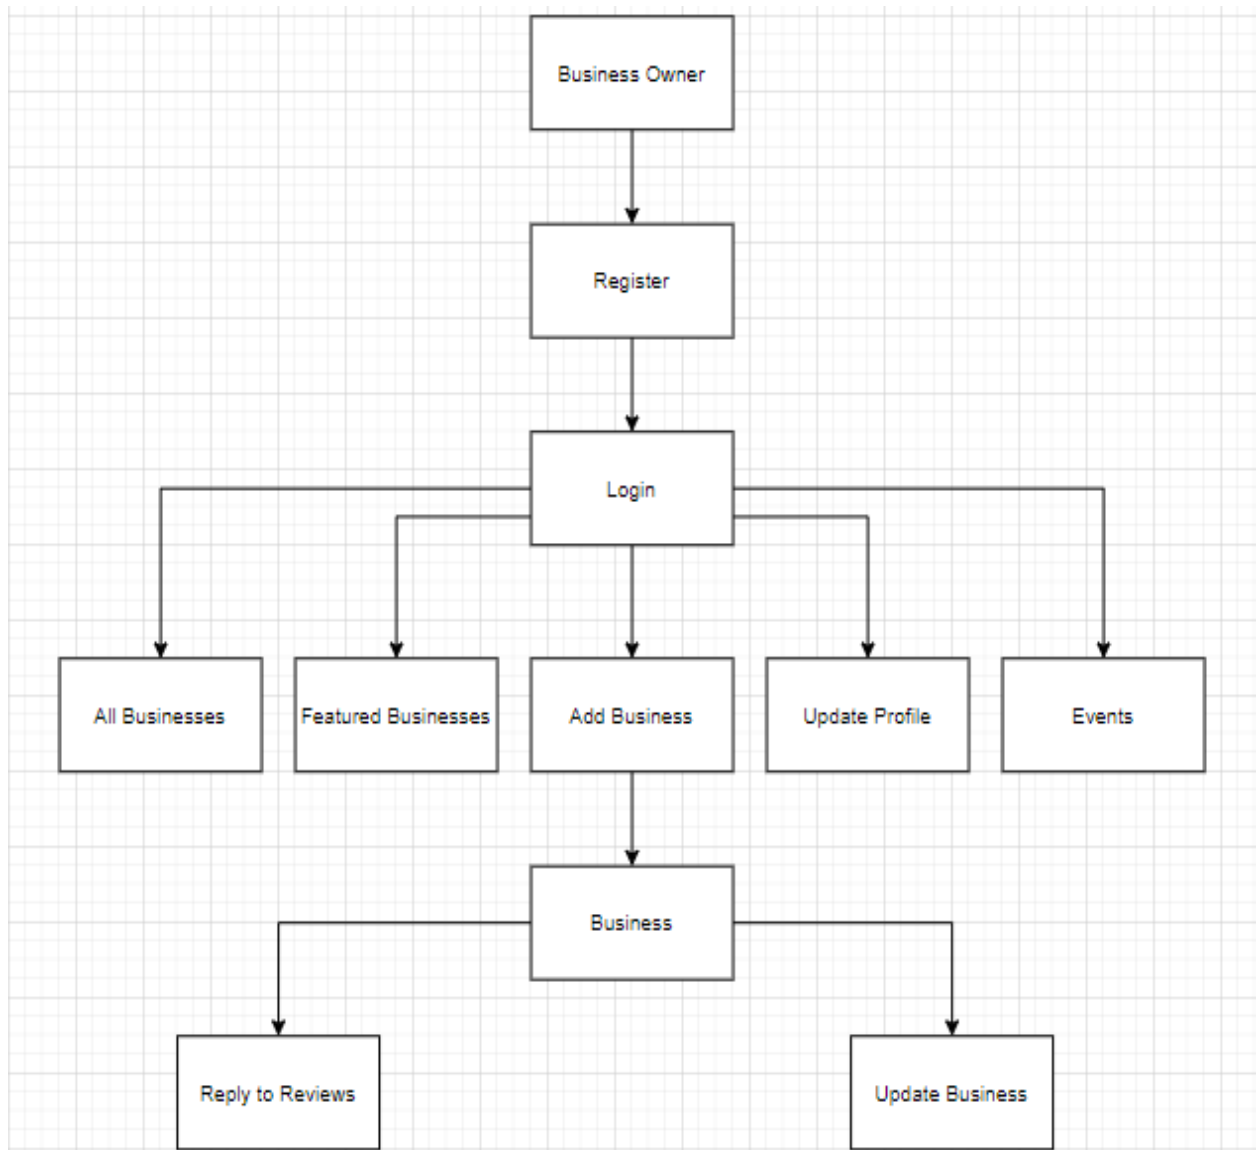 Business Owner
Register
Login
All Businesses
Featured Businesses
Add Business
Update Profile
Events
Business
Reply to Reviews
Update Business